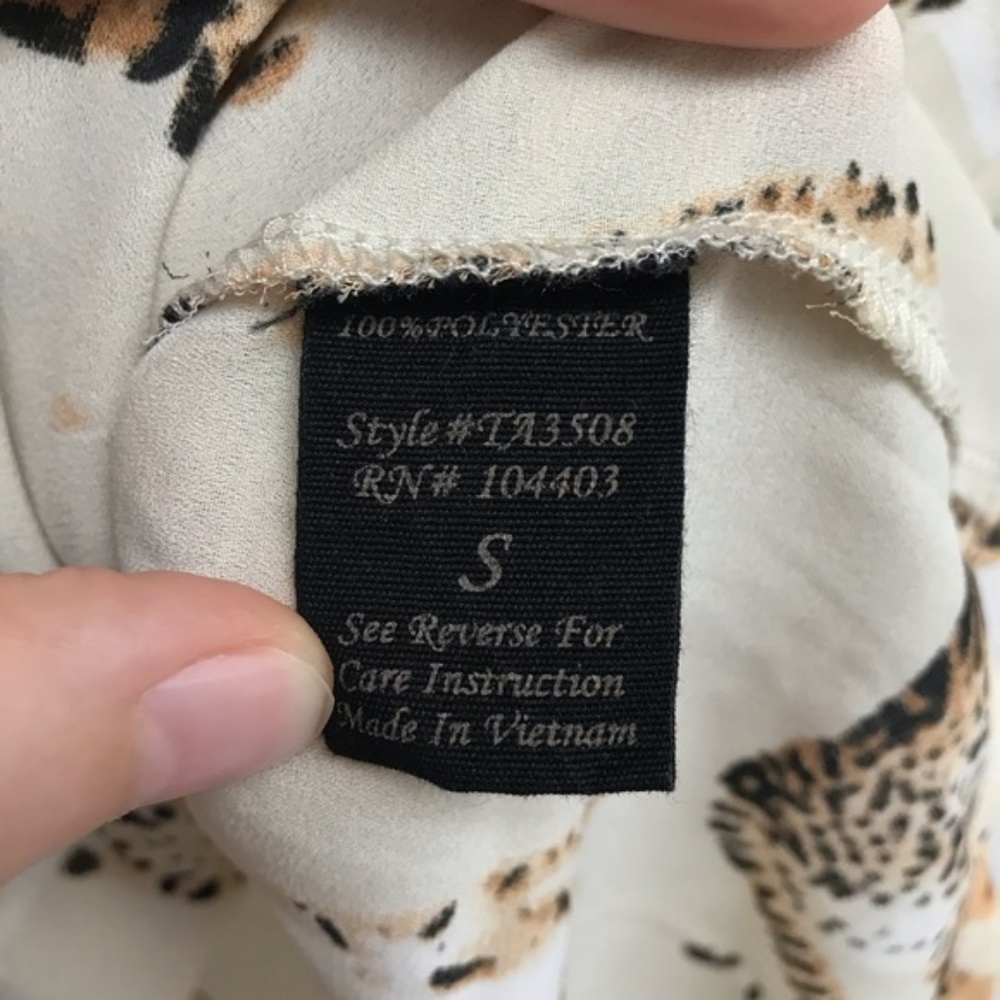 100%POLYESTER
Style#TA3508
RN# 104403
S
See Reverse For
Care Instruction
Made In Vietnam